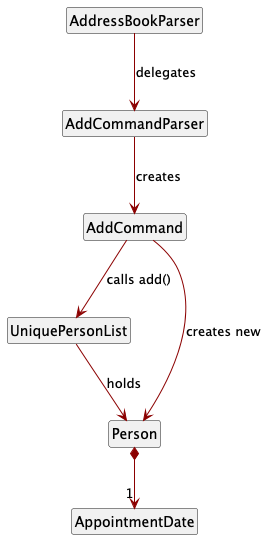 AddressBookParser
delegates
AddCommandParser
creates
AddCommand
calls add()
UniquePersonList
creates new
holds
Person
1
AppointmentDate